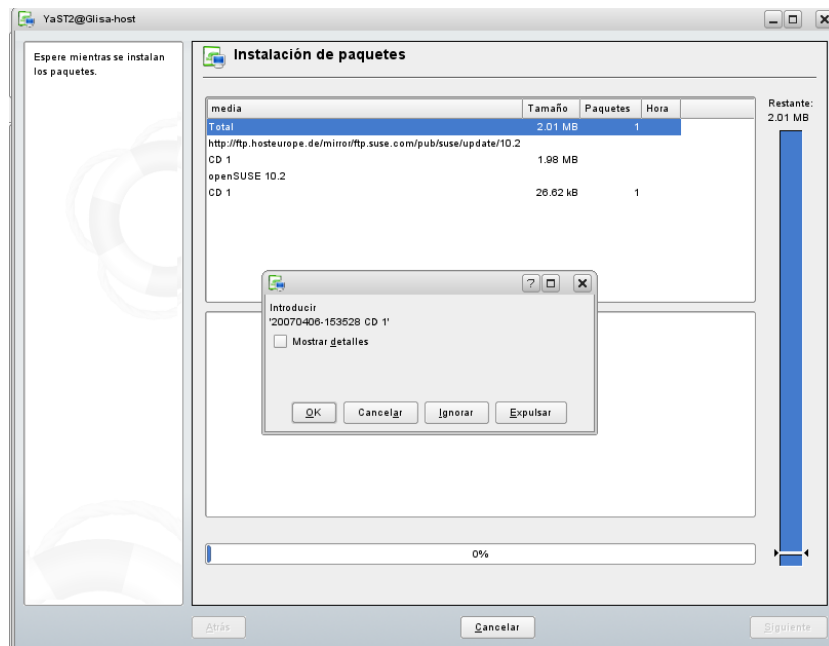 YaST2@Glisa-host
Espere mientras se instalan
los paquetes.
Instalación de paquetes
media Tamaño Paquetes Hora
Total 2.01 MB 1
http://ftp.hosteurope.de/mirror/ftp.suse.com/pub/suse/update/10.2
CD 1 1.98 MB
openSUSE 10.2
CD 1 26.62 kB 1
Restante:
2.01 MB
Introducir
'20070406-153528 CD 1'
Mostrar detalles
OK Cancelar Ignorar Expulsar
0%
Atrás Cancelar Siguiente